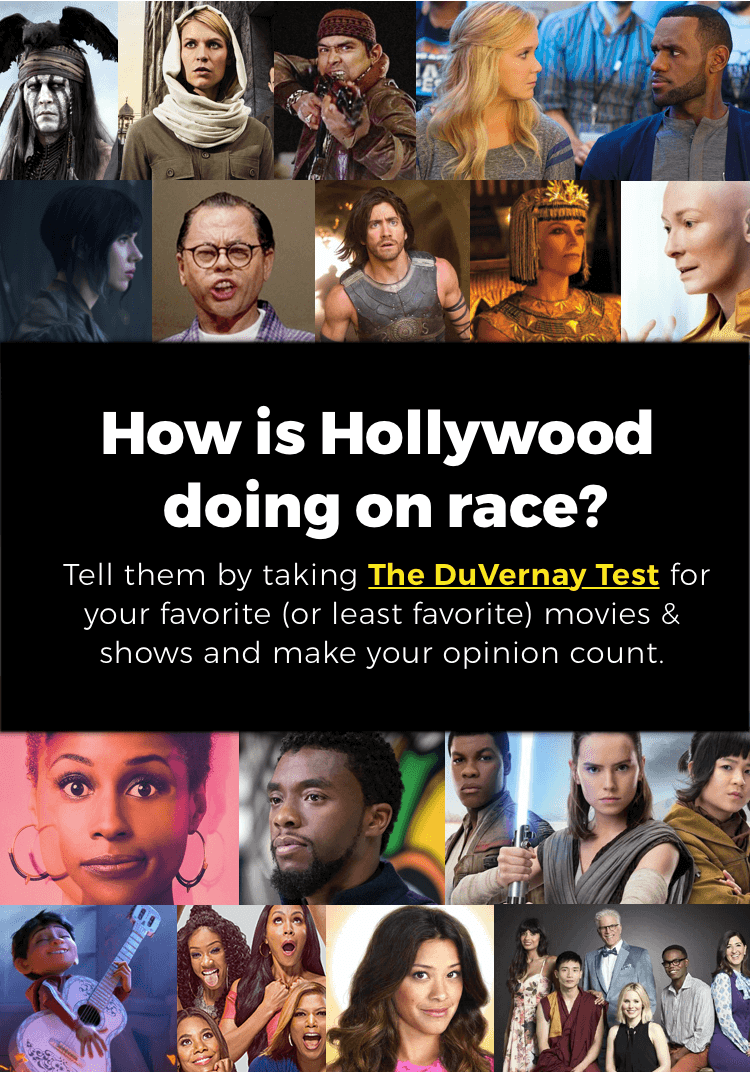 How is Hollywood
doing on race?
Tell them by taking The DuVernay Test for
your favorite (or least favorite) movies &
shows and make your opinion count.